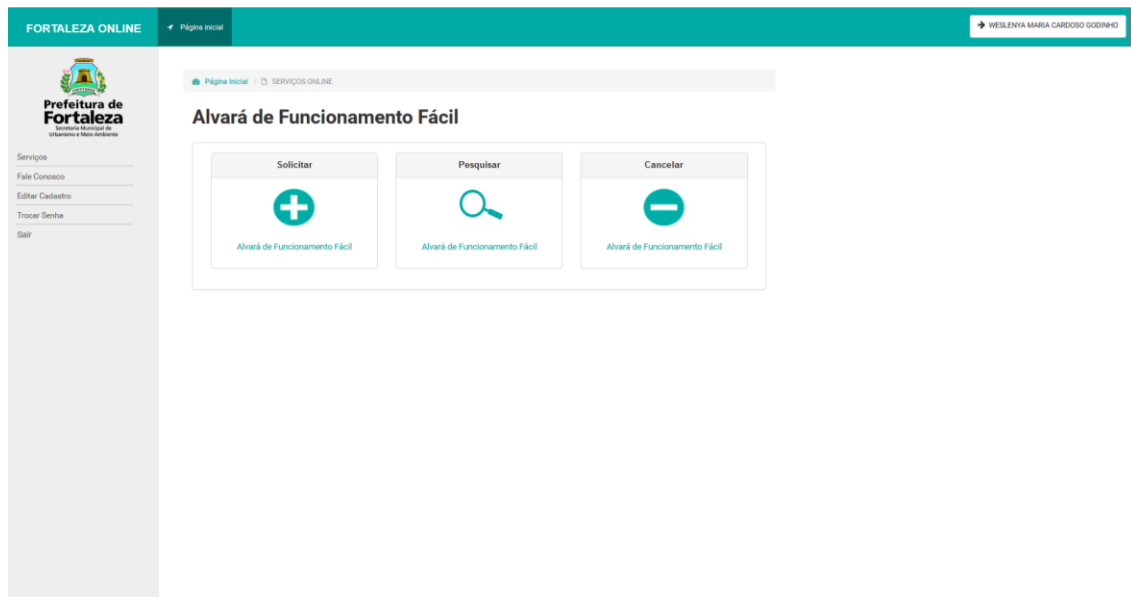 FORTALEZA ONLINE
Página inicial
WESLENYA MARIA CARDOSO GODINHO
Prefeitura de
Fortaleza
Secretaria Municipal de
Urbanismo e Meio Ambiente
Serviços
Fale Conosco
Editar Cadastro
Trocar Senha
Sair
Página Inicial / SERVIÇOS ONLINE
Alvará de Funcionamento Fácil
Solicitar
Alvará de Funcionamento Fácil
Pesquisar
Alvará de Funcionamento Fácil
Cancelar
Alvará de Funcionamento Fácil